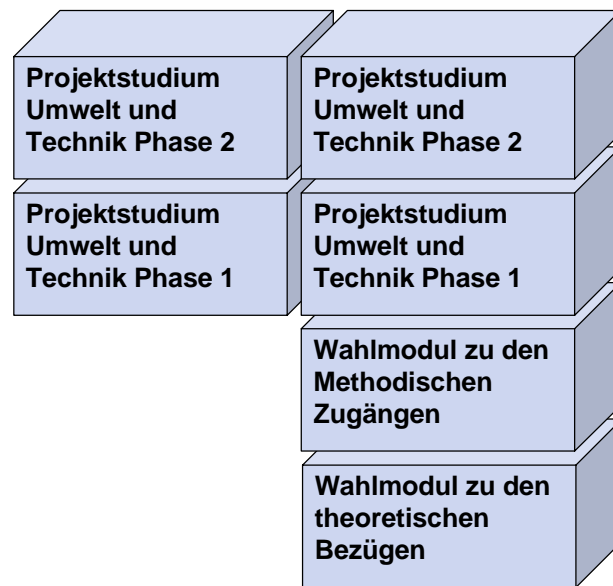 Projektstudium
Umwelt und
Technik Phase 2
Projektstudium
Umwelt und
Technik Phase 2
Projektstudium
Umwelt und
Technik Phase 1
Projektstudium
Umwelt und
Technik Phase 1
Wahlmodul zu den
Methodischen
Zugängen
Wahlmodul zu den
theoretischen
Bezügen